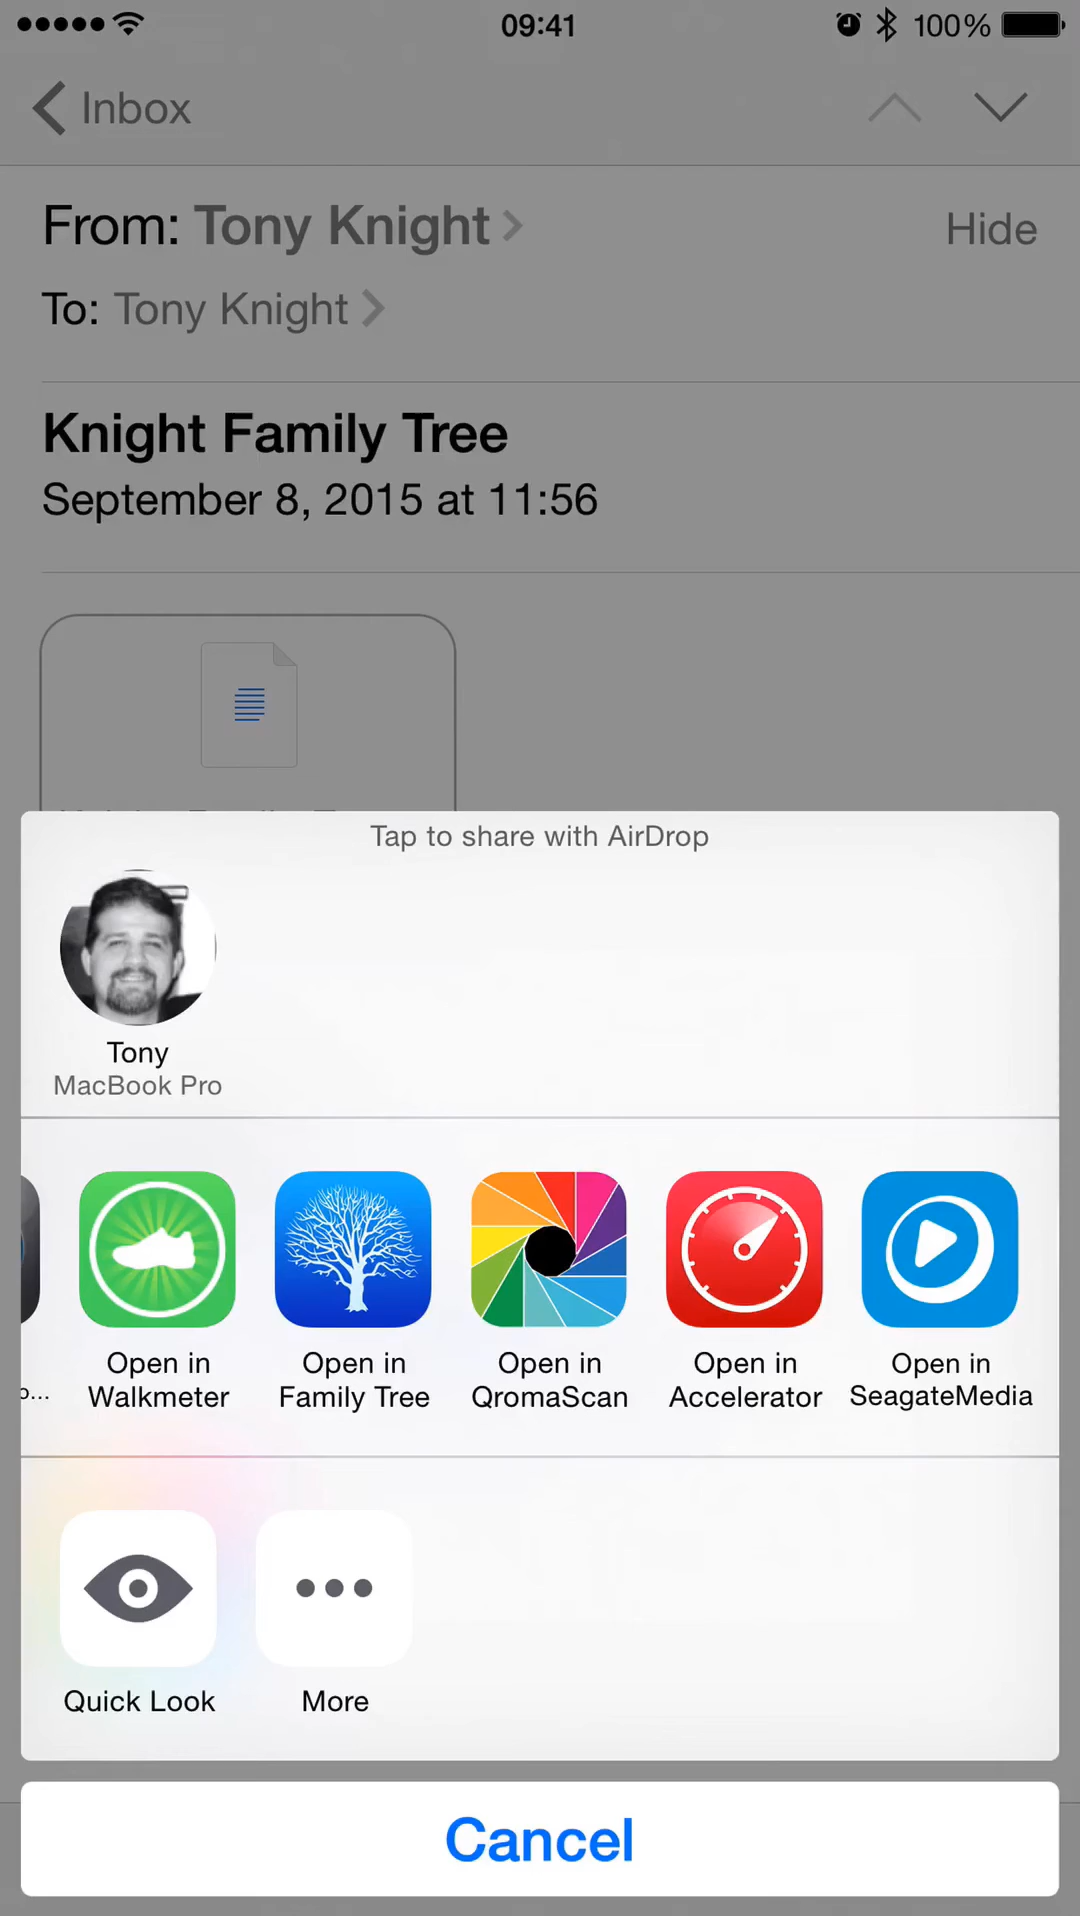 09:41
100%
Inbox
From: Tony Knight
Hide
To: Tony Knight
Knight Family Tree
September 8, 2015 at 11:56
Tap to share with AirDrop
Tony
MacBook Pro
Open in Walkmeter
Open in Family Tree
Open in QromaScan
Open in Accelerator
Open in SeagateMedia
o...
Quick Look
More
Cancel